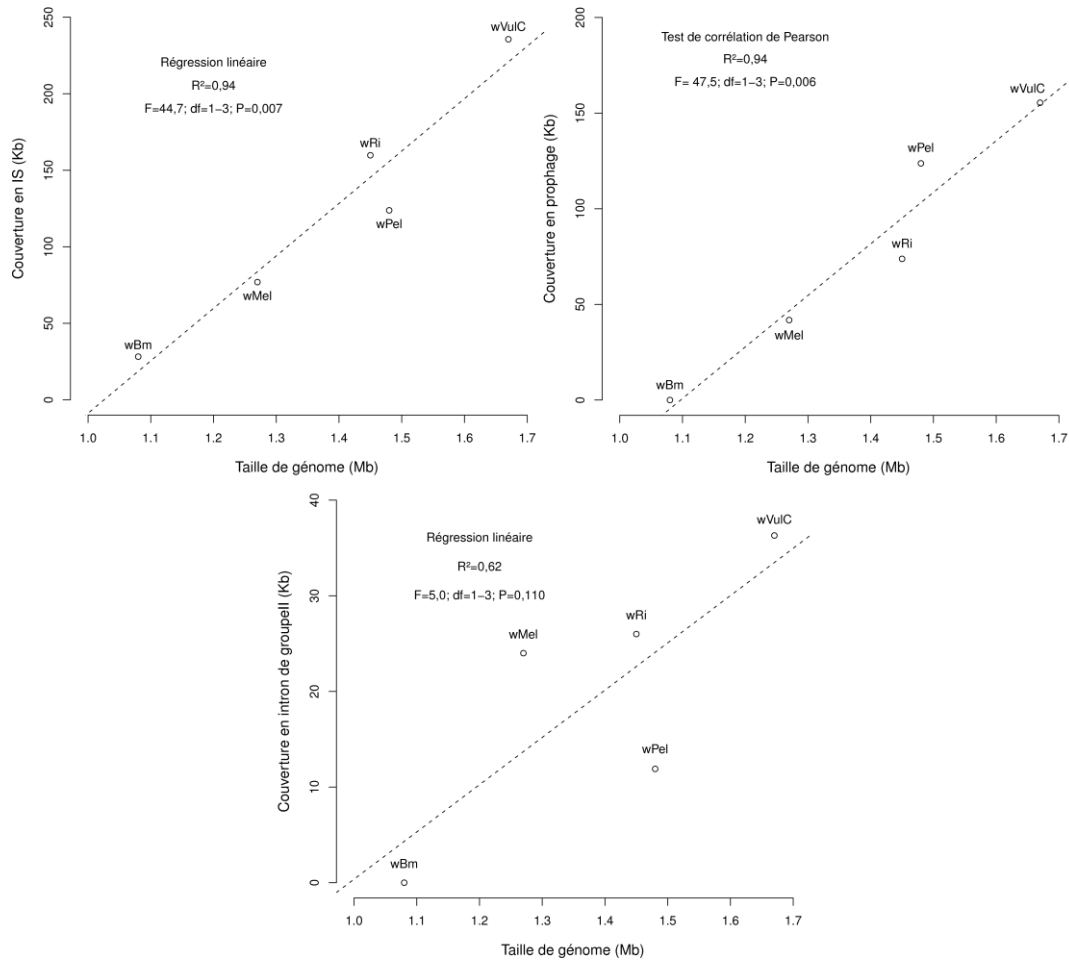 Couverture en IS (Kb)
250
200
150
100
50
0
Régression linéaire
R²=0,94
F=44,7; df=1−3; P=0,007
wVulC
wRi
wPel
wMel
wBm
1.0 1.1 1.2 1.3 1.4 1.5 1.6 1.7
Taille de génome (Mb)
Couverture en prophage (Kb)
200
150
100
50
0
Test de corrélation de Pearson
R²=0,94
F= 47,5; df=1−3; P=0,006
wVulC
wPel
wRi
wMel
wBm
1.0 1.1 1.2 1.3 1.4 1.5 1.6 1.7
Taille de génome (Mb)
Couverture en intron de groupeII (Kb)
40
30
20
10
0
Régression linéaire
R²=0,62
F=5,0; df=1−3; P=0,110
wVulC
wRi
wMel
wPel
wBm
1.0 1.1 1.2 1.3 1.4 1.5 1.6 1.7
Taille de génome (Mb)